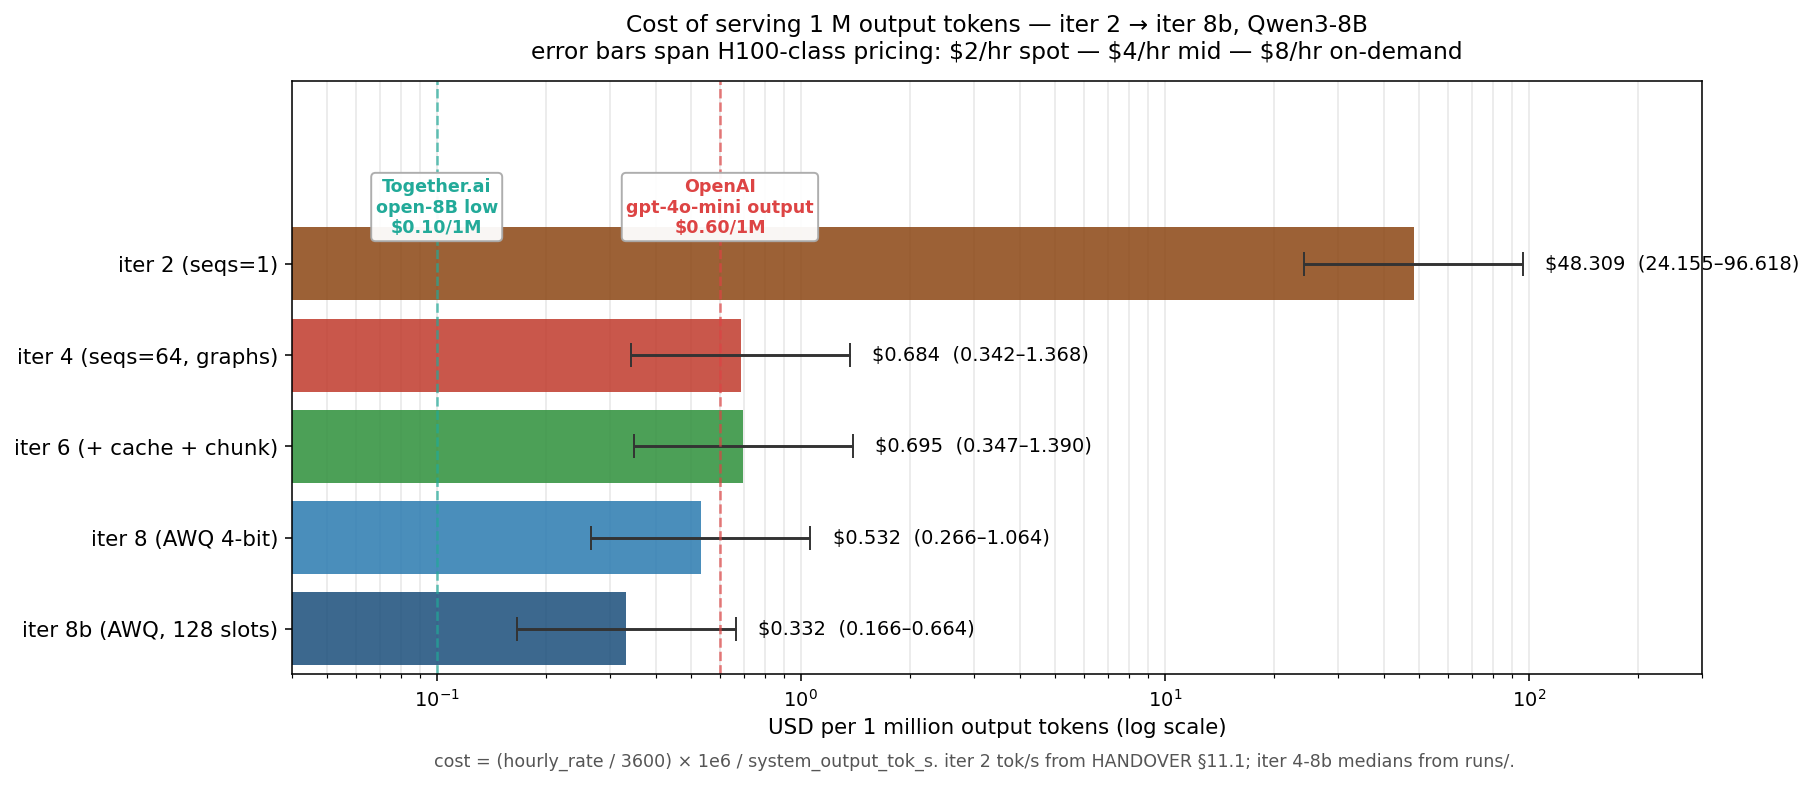 Cost of serving 1 M output tokens — iter 2 → iter 8b, Qwen3-8B
error bars span H100-class pricing: $2/hr spot — $4/hr mid — $8/hr on-demand
Together.ai
open-8B low
$0.10/1M
OpenAI
gpt-4o-mini output
$0.60/1M
iter 2 (seqs=1)
$48.309 (24.155–96.618)
iter 4 (seqs=64, graphs)
$0.684 (0.342–1.368)
iter 6 (+ cache + chunk)
$0.695 (0.347–1.390)
iter 8 (AWQ 4-bit)
$0.532 (0.266–1.064)
iter 8b (AWQ, 128 slots)
$0.332 (0.166–0.664)
10⁻¹ 10⁰ 10¹ 10²
USD per 1 million output tokens (log scale)
cost = (hourly_rate / 3600) × 1e6 / system_output_tok_s. iter 2 tok/s from HANDOVER §11.1; iter 4-8b medians from runs/.